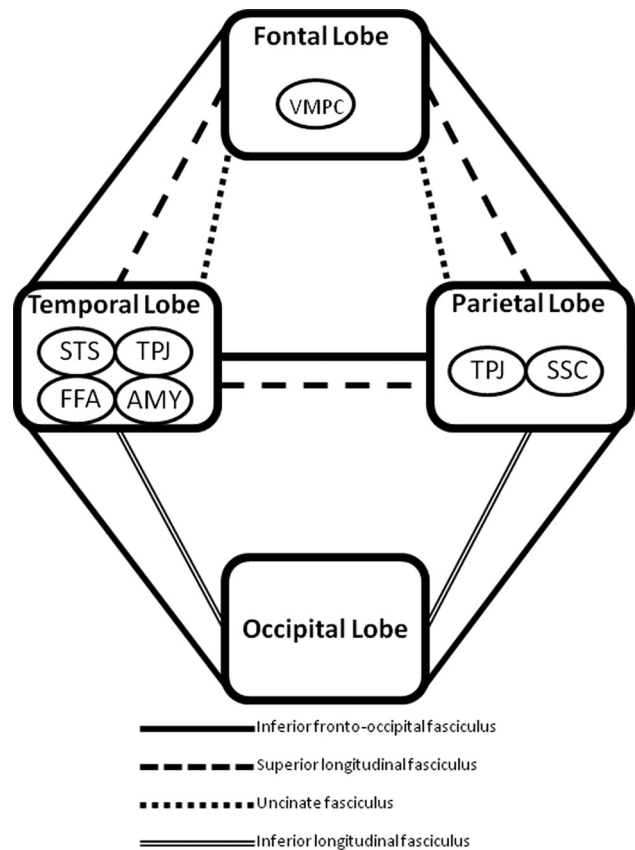 Fontal Lobe
VMPC
Temporal Lobe
STS TPJ
FFA AMY
Parietal Lobe
TPJ SSC
Occipital Lobe
Inferior fronto-occipital fasciculus
Superior longitudinal fasciculus
Uncinate fasciculus
Inferior longitudinal fasciculus